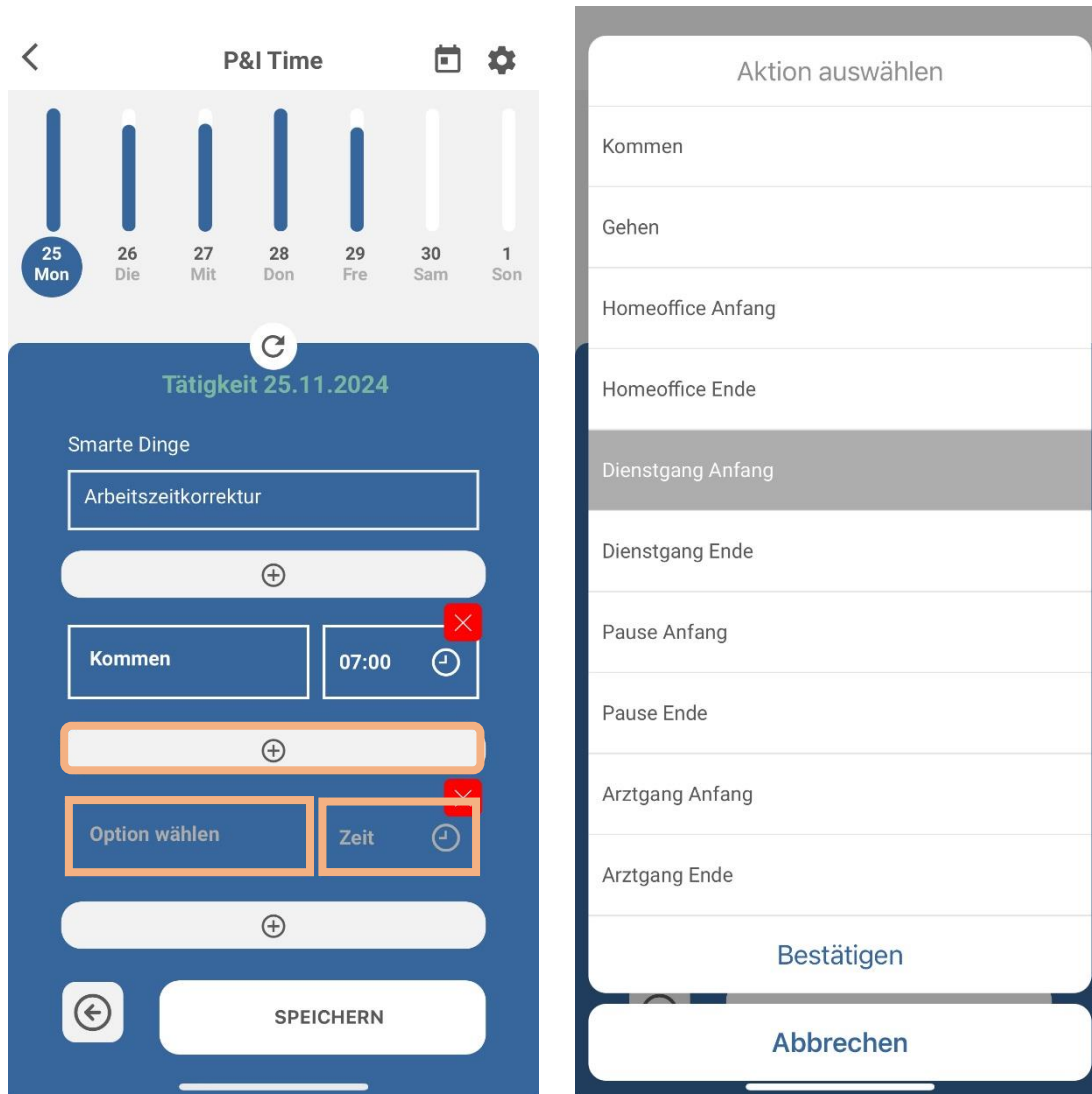 P&I Time
25 26 27 28 29 30 1
Mon Die Mit Don Fre Sam Son
Tätigkeit 25.11.2024
Smarte Dinge
Arbeitszeitkorrektur
Kommen 07:00
Option wählen Zeit
SPEICHERN
Aktion auswählen
Kommen
Gehen
Homeoffice Anfang
Homeoffice Ende
Dienstgang Anfang
Dienstgang Ende
Pause Anfang
Pause Ende
Arztgang Anfang
Arztgang Ende
Bestätigen
Abbrechen